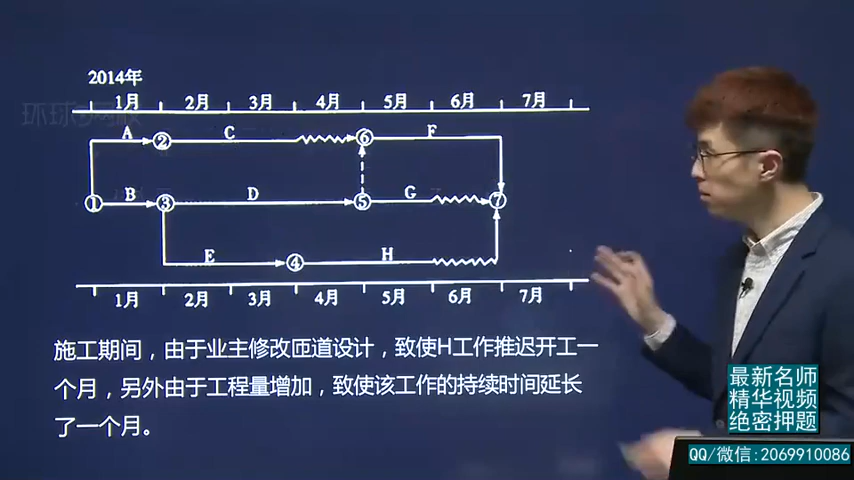 2014年
1月 2月 3月 4月 5月 6月 7月
A ② C ⑥ F
① B ③ D ⑤ G ⑦
E ④ H
1月 2月 3月 4月 5月 6月 7月
施工期间，由于业主修改匝道设计，致使H工作推迟开工一
个月，另外由于工程量增加，致使该工作的持续时间延长
了一个月。
最新名师
精华视频
绝密押题
QQ/微信:2069910086